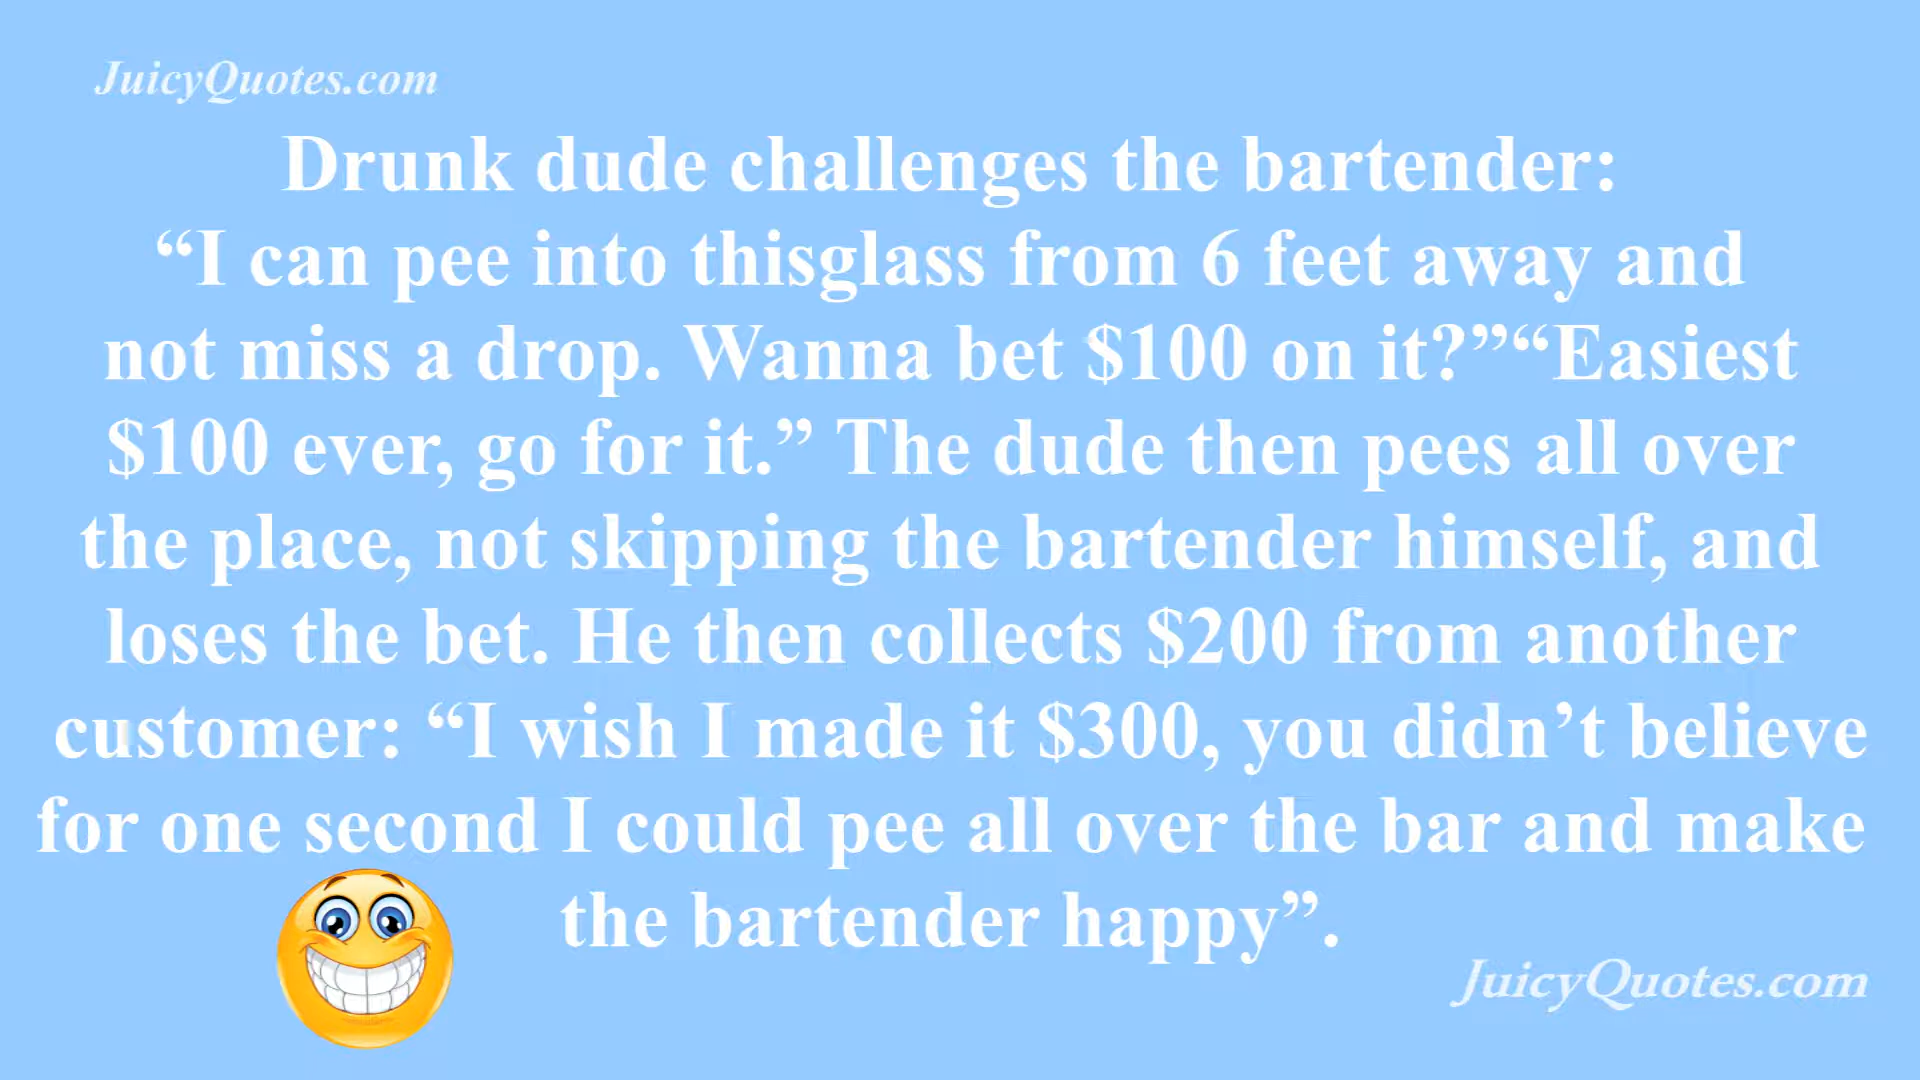 JuicyQuotes.com
Drunk dude challenges the bartender:
“I can pee into thisglass from 6 feet away and
not miss a drop. Wanna bet $100 on it?”“Easiest
$100 ever, go for it.” The dude then pees all over
the place, not skipping the bartender himself, and
loses the bet. He then collects $200 from another
customer: “I wish I made it $300, you didn’t believe
for one second I could pee all over the bar and make
the bartender happy”.
JuicyQuotes.com